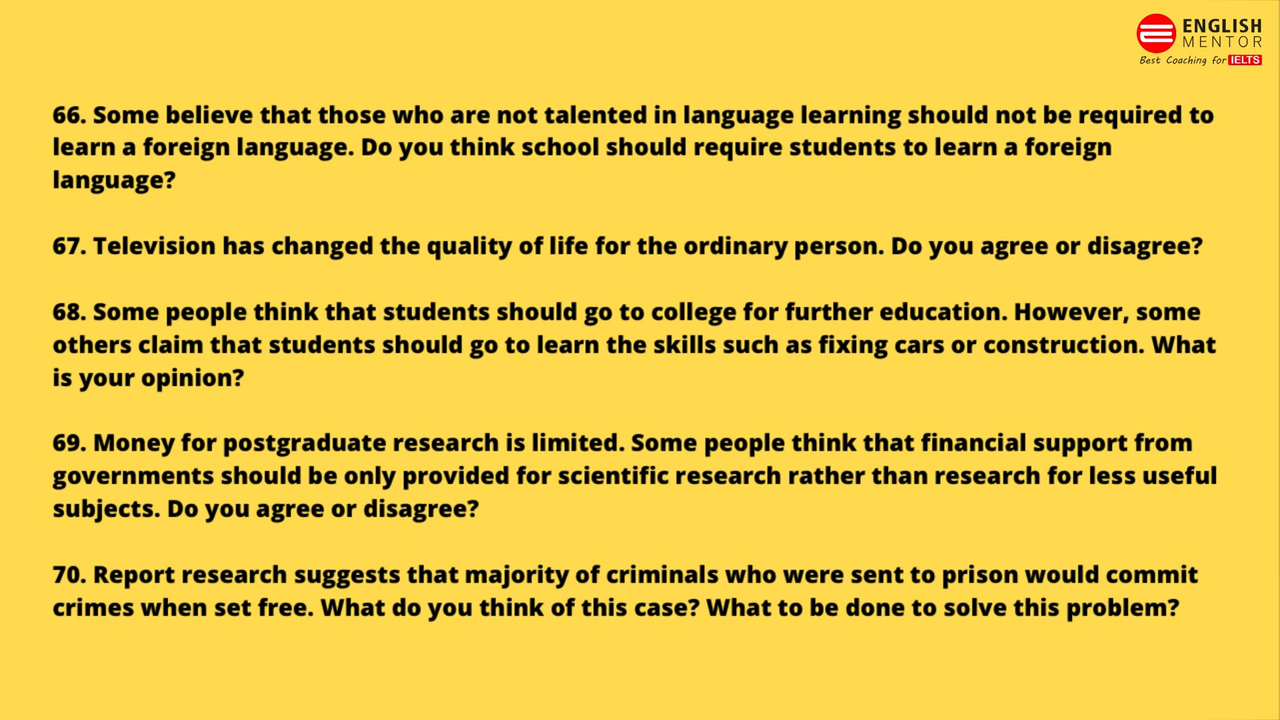 ENGLISH
MENTOR
Best Coaching for IELTS
66. Some believe that those who are not talented in language learning should not be required to
learn a foreign language. Do you think school should require students to learn a foreign
language?
67. Television has changed the quality of life for the ordinary person. Do you agree or disagree?
68. Some people think that students should go to college for further education. However, some
others claim that students should go to learn the skills such as fixing cars or construction. What
is your opinion?
69. Money for postgraduate research is limited. Some people think that financial support from
governments should be only provided for scientific research rather than research for less useful
subjects. Do you agree or disagree?
70. Report research suggests that majority of criminals who were sent to prison would commit
crimes when set free. What do you think of this case? What to be done to solve this problem?